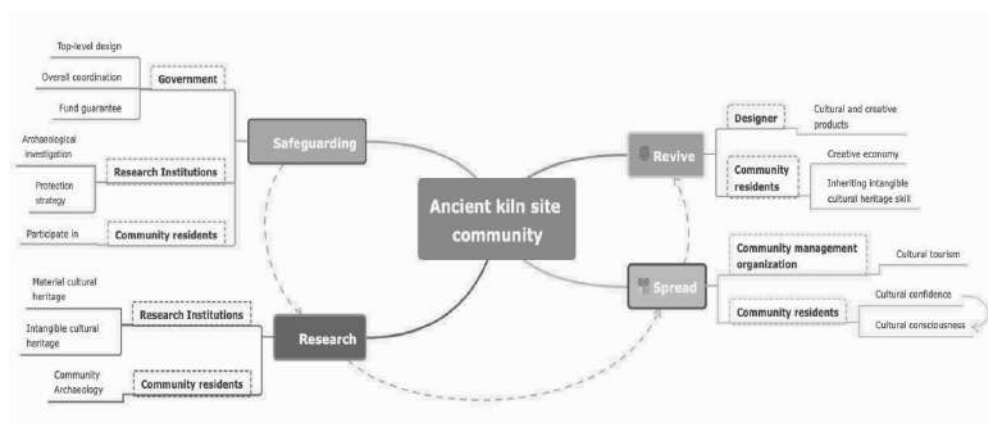 Top-level design
Overall coordination
Fund guarantee
Government
Archaeological
investigation
Protection
strategy
Research Institutions
Participate in
Community residents
Safeguarding
Material cultural
heritage
Intangible cultural
heritage
Research Institutions
Community
Archaeology
Community residents
Research
Ancient kiln site
community
Revive
Designer
Cultural and creative
products
Community
residents
Creative economy
Inheriting intangible
cultural heritage skill
Spread
Community management
organization
Cultural tourism
Community residents
Cultural confidence
Cultural consciousness